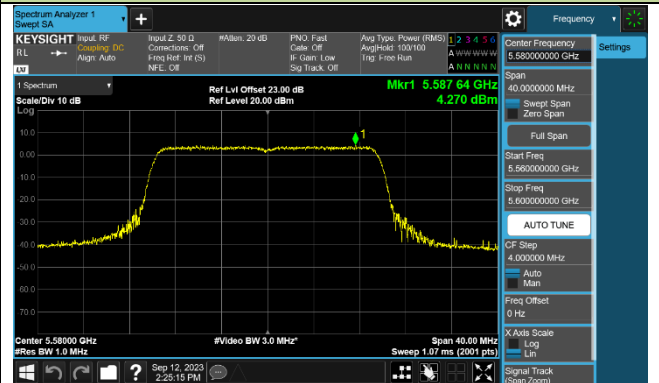 Spectrum Analyzer 1
Swept SA
+
Frequency
KEYSIGHT
RL
Input: RF
Coupling: DC
Align: Auto
Input Z: 50 Ω
Corrections: Off
Freq Ref: Int (S)
NFE: Off
#Atten: 20 dB
PNO: Fast
Gate: Off
IF Gain: Low
Sig Track: Off
Avg Type: Power (RMS)
Avg|Hold: 100/100
Trig: Free Run
1 2 3 4 5 6
A W W W W W
A N N N N N
1 Spectrum
Scale/Div 10 dB
Log
Ref Lvl Offset 23.00 dB
Ref Level 20.00 dBm
Mkr1 5.587 64 GHz
4.270 dBm
1
10.0
0.00
10.0
20.0
30.0
40.0
50.0
60.0
70.0
Center 5.58000 GHz
#Res BW 1.0 MHz
#Video BW 3.0 MHz*
Span 40.00 MHz
Sweep 1.07 ms (2001 pts)
?
Sep 12, 2023
2:25:15 PM
Settings
Center Frequency
5.580000000 GHz
Span
40.0000000 MHz
Swept Span
Zero Span
Full Span
Start Freq
5.560000000 GHz
Stop Freq
5.600000000 GHz
AUTO TUNE
CF Step
4.000000 MHz
Auto
Man
Freq Offset
0 Hz
X Axis Scale
Log
Lin
Signal Track
(Span Zoom)